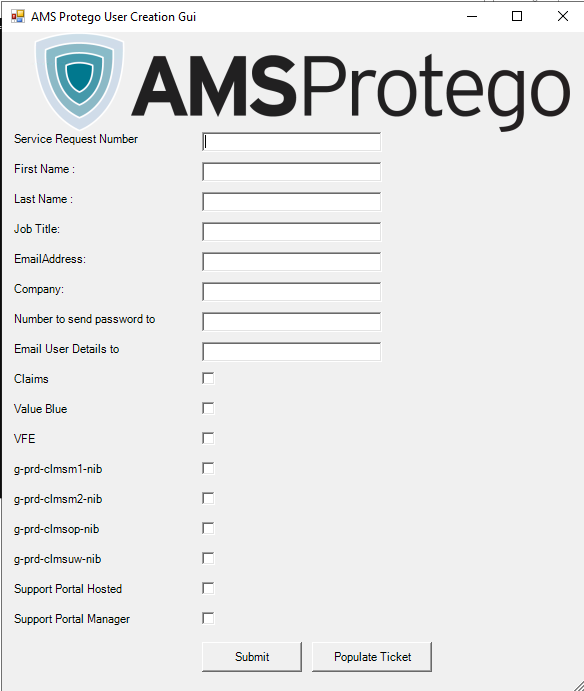 AMS Protego User Creation Gui
AMSProtego
Service Request Number
First Name :
Last Name :
Job Title:
EmailAddress:
Company:
Number to send password to
Email User Details to
Claims
Value Blue
VFE
g-prd-clmsm1-nib
g-prd-clmsm2-nib
g-prd-clmsop-nib
g-prd-clmsuw-nib
Support Portal Hosted
Support Portal Manager
Submit Populate Ticket